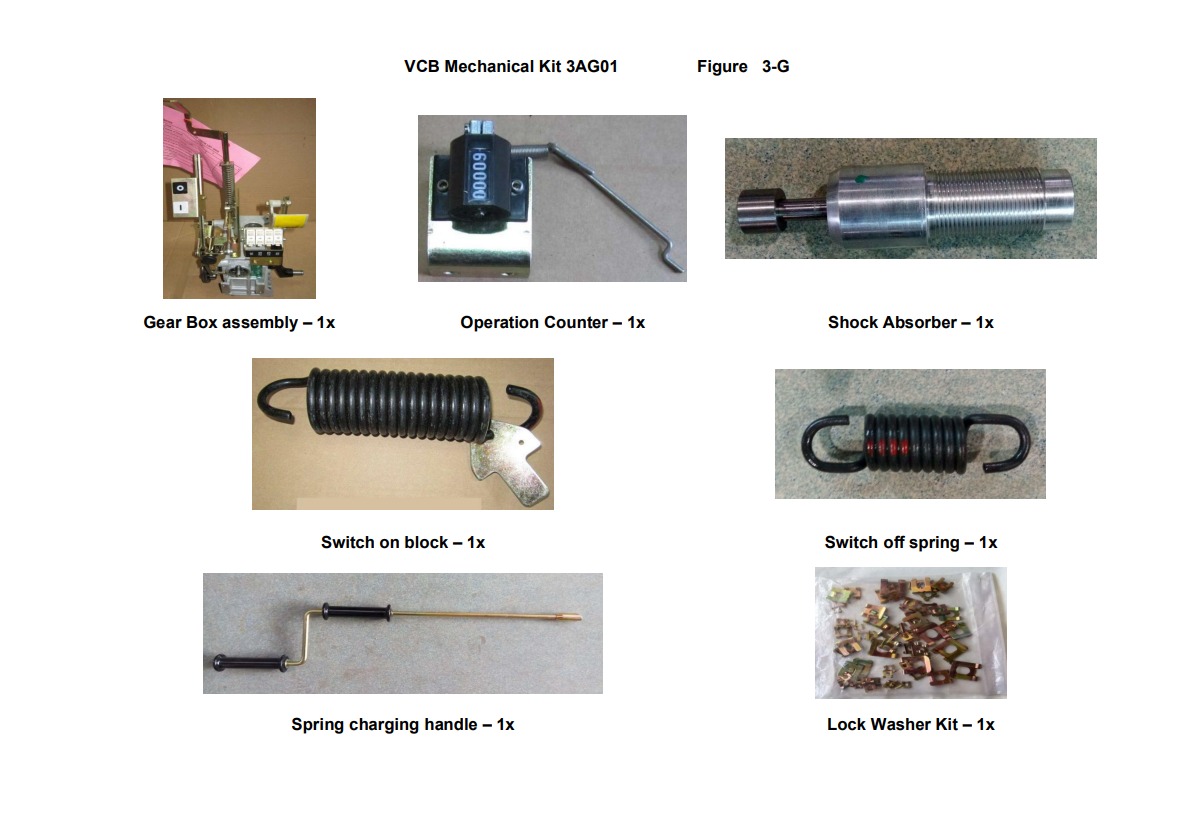 VCB Mechanical Kit 3AG01 Figure 3-G
O
I
00009
Gear Box assembly – 1x
Operation Counter – 1x
Shock Absorber – 1x
Switch on block – 1x
Switch off spring – 1x
Spring charging handle – 1x
Lock Washer Kit – 1x